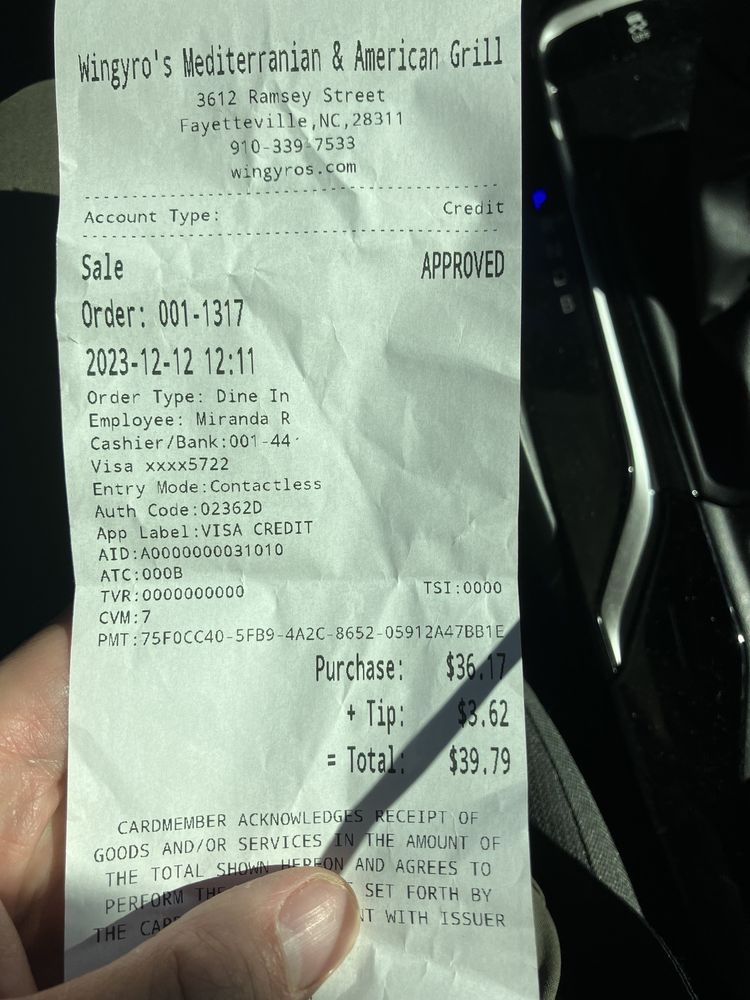 Wingyro's Mediterranian & American Grill
3612 Ramsey Street
Fayetteville,NC,28311
910-339-7533
wingyros.com
Account Type: Credit
Sale APPROVED
Order: 001-1317
2023-12-12 12:11
Order Type: Dine In
Employee: Miranda R
Cashier/Bank:001-44
Visa xxxx5722
Entry Mode:Contactless
Auth Code:02362D
App Label:VISA CREDIT
AID:A0000000031010
ATC:000B
TVR:0000000000 TSI:0000
CVM:7
PMT:75F0CC40-5FB9-4A2C-8652-05912A47BB1E
Purchase: $36.17
+ Tip: $3.62
= Total: $39.79
CARDMEMBER ACKNOWLEDGES RECEIPT OF
GOODS AND/OR SERVICES IN THE AMOUNT OF
THE TOTAL SHOWN HEREON AND AGREES TO
PERFORM THE SET FORTH BY
THE WITH ISSUER